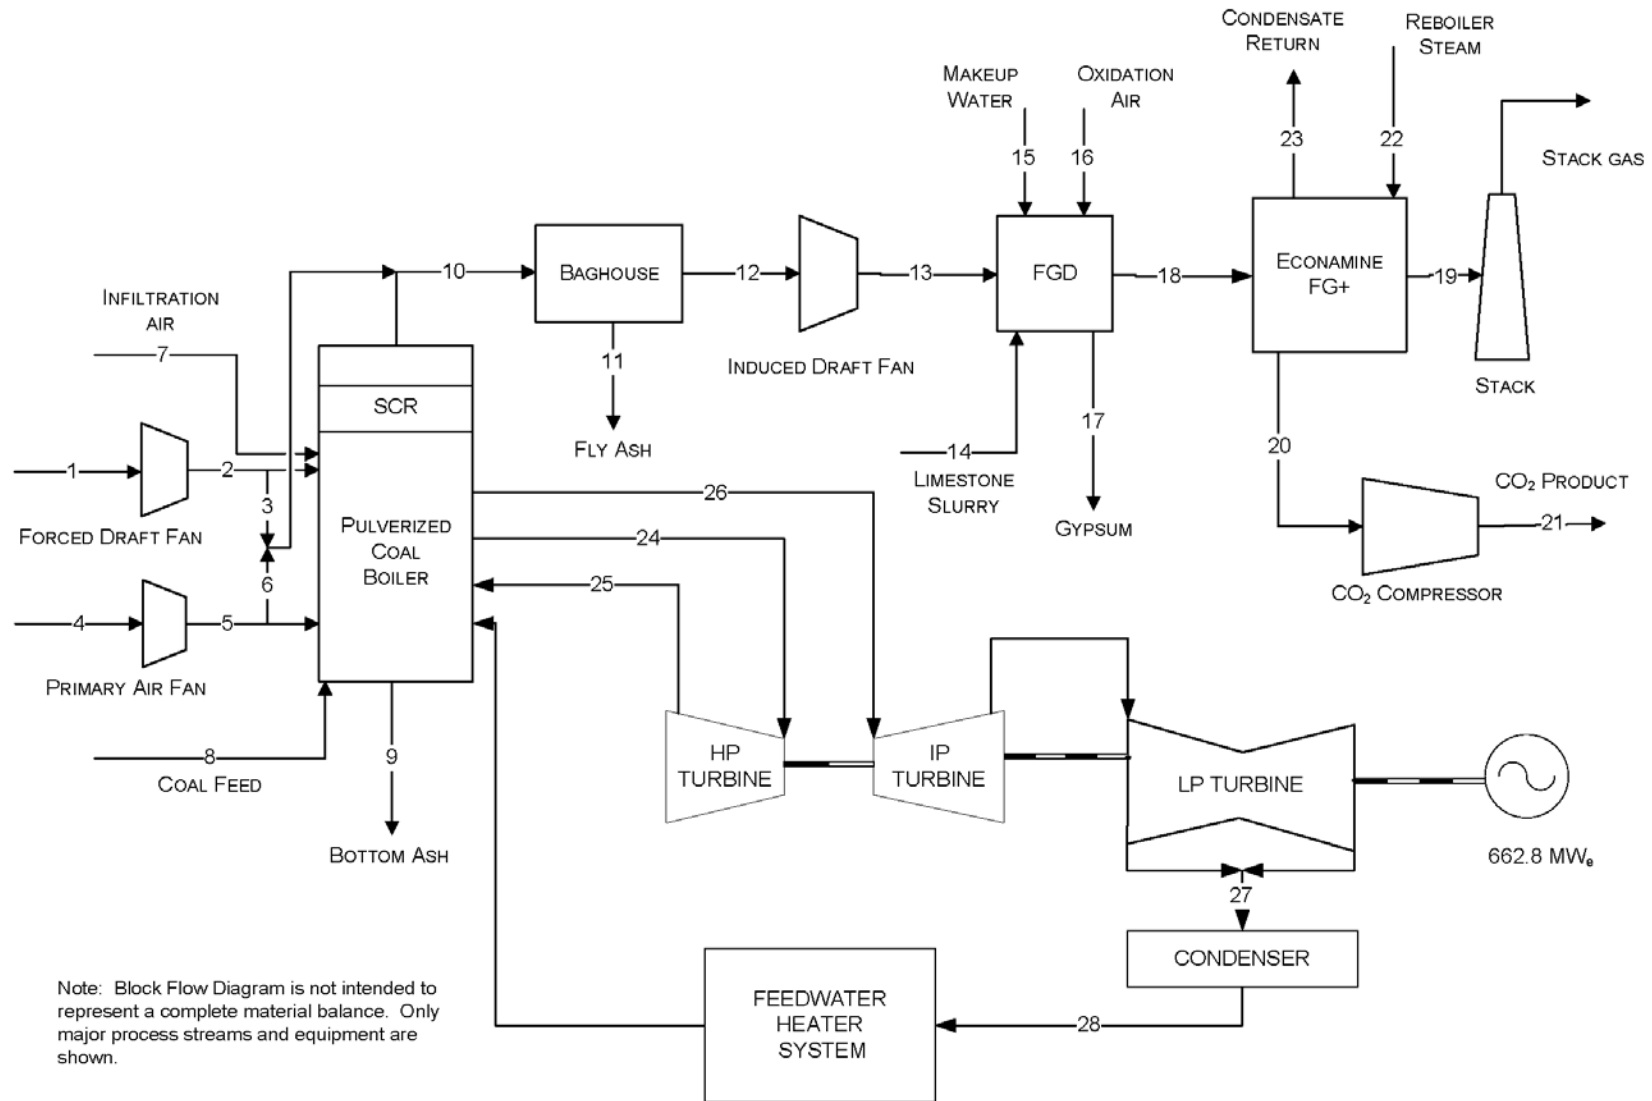 CONDENSATE
RETURN
REBOILER
STEAM
MAKEUP
WATER
OXIDATION
AIR
23
22
15
16
STACK GAS
INFILTRATION
AIR
7
10
BAGHOUSE
12
13
FGD
18
ECONAMINE
FG+
19
11
INDUCED DRAFT FAN
STACK
SCR
FLY ASH
14
LIMESTONE
SLURRY
17
GYPSUM
20
CO₂ PRODUCT
21
CO₂ COMPRESSOR
1
2
3
FORCED DRAFT FAN
PULVERIZED
COAL
BOILER
26
24
25
6
4
5
PRIMARY AIR FAN
8
COAL FEED
9
BOTTOM ASH
HP
TURBINE
IP
TURBINE
LP TURBINE
662.8 MWe
27
CONDENSER
28
FEEDWATER
HEATER
SYSTEM
Note: Block Flow Diagram is not intended to
represent a complete material balance. Only
major process streams and equipment are
shown.